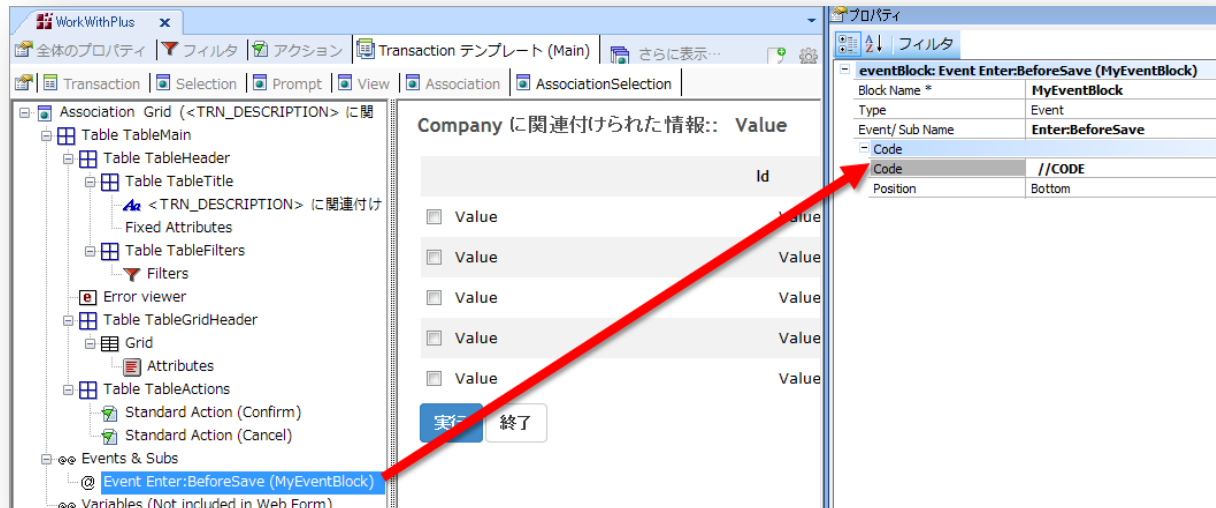 WorkWithPlus x
全体のプロパティ フィルタ アクション Transaction テンプレート (Main) さらに表示…
Transaction Selection Prompt View Association AssociationSelection
Association Grid (<TRN_DESCRIPTION> に関
Table TableMain
Table TableHeader
Table TableTitle
Aa <TRN_DESCRIPTION> に関連付け
Fixed Attributes
Table TableFilters
Filters
Error viewer
Table TableGridHeader
Grid
Attributes
Table TableActions
Standard Action (Confirm)
Standard Action (Cancel)
Events & Subs
@ Event Enter:BeforeSave (MyEventBlock)
Variables (Not included in Web Form)
Company に関連付けられた情報:: Value
Id
Value Value
Value Value
Value Value
Value Value
Value Value
実行 終了
プロパティ
フィルタ
eventBlock: Event Enter:BeforeSave (MyEventBlock)
Block Name * MyEventBlock
Type Event
Event/ Sub Name Enter:BeforeSave
Code
Code //CODE
Position Bottom